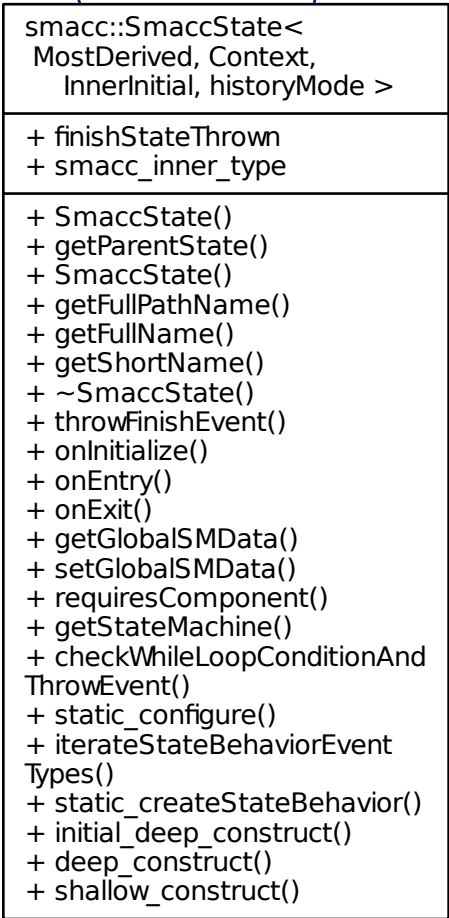 smacc::SmaccState<
MostDerived, Context,
InnerInitial, historyMode >
+ finishStateThrown
+ smacc_inner_type
+ SmaccState()
+ getParentState()
+ SmaccState()
+ getFullPathName()
+ getFullName()
+ getShortName()
+ ~SmaccState()
+ throwFinishEvent()
+ onInitialize()
+ onEntry()
+ onExit()
+ getGlobalSMData()
+ setGlobalSMData()
+ requiresComponent()
+ getStateMachine()
+ checkWhileLoopConditionAnd
ThrowEvent()
+ static_configure()
+ iterateStateBehaviorEvent
Types()
+ static_createStateBehavior()
+ initial_deep_construct()
+ deep_construct()
+ shallow_construct()